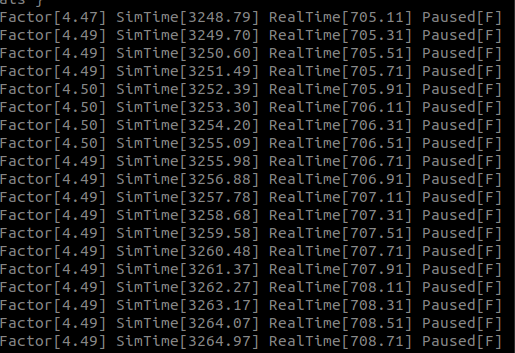 Factor[4.47] SimTime[3248.79] RealTime[705.11] Paused[F]
Factor[4.49] SimTime[3249.70] RealTime[705.31] Paused[F]
Factor[4.49] SimTime[3250.60] RealTime[705.51] Paused[F]
Factor[4.49] SimTime[3251.49] RealTime[705.71] Paused[F]
Factor[4.50] SimTime[3252.39] RealTime[705.91] Paused[F]
Factor[4.50] SimTime[3253.30] RealTime[706.11] Paused[F]
Factor[4.50] SimTime[3254.20] RealTime[706.31] Paused[F]
Factor[4.50] SimTime[3255.09] RealTime[706.51] Paused[F]
Factor[4.49] SimTime[3255.98] RealTime[706.71] Paused[F]
Factor[4.49] SimTime[3256.88] RealTime[706.91] Paused[F]
Factor[4.49] SimTime[3257.78] RealTime[707.11] Paused[F]
Factor[4.49] SimTime[3258.68] RealTime[707.31] Paused[F]
Factor[4.49] SimTime[3259.58] RealTime[707.51] Paused[F]
Factor[4.49] SimTime[3260.48] RealTime[707.71] Paused[F]
Factor[4.49] SimTime[3261.37] RealTime[707.91] Paused[F]
Factor[4.49] SimTime[3262.27] RealTime[708.11] Paused[F]
Factor[4.49] SimTime[3263.17] RealTime[708.31] Paused[F]
Factor[4.49] SimTime[3264.07] RealTime[708.51] Paused[F]
Factor[4.49] SimTime[3264.97] RealTime[708.71] Paused[F]